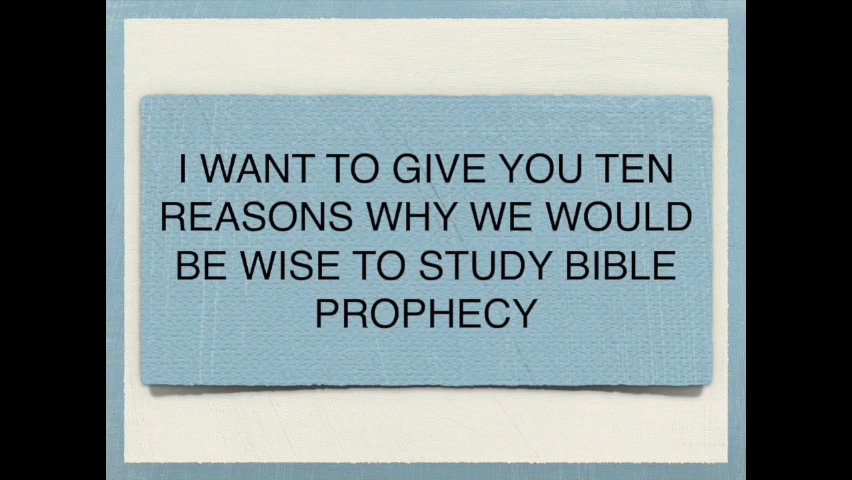 I WANT TO GIVE YOU TEN
REASONS WHY WE WOULD
BE WISE TO STUDY BIBLE
PROPHECY